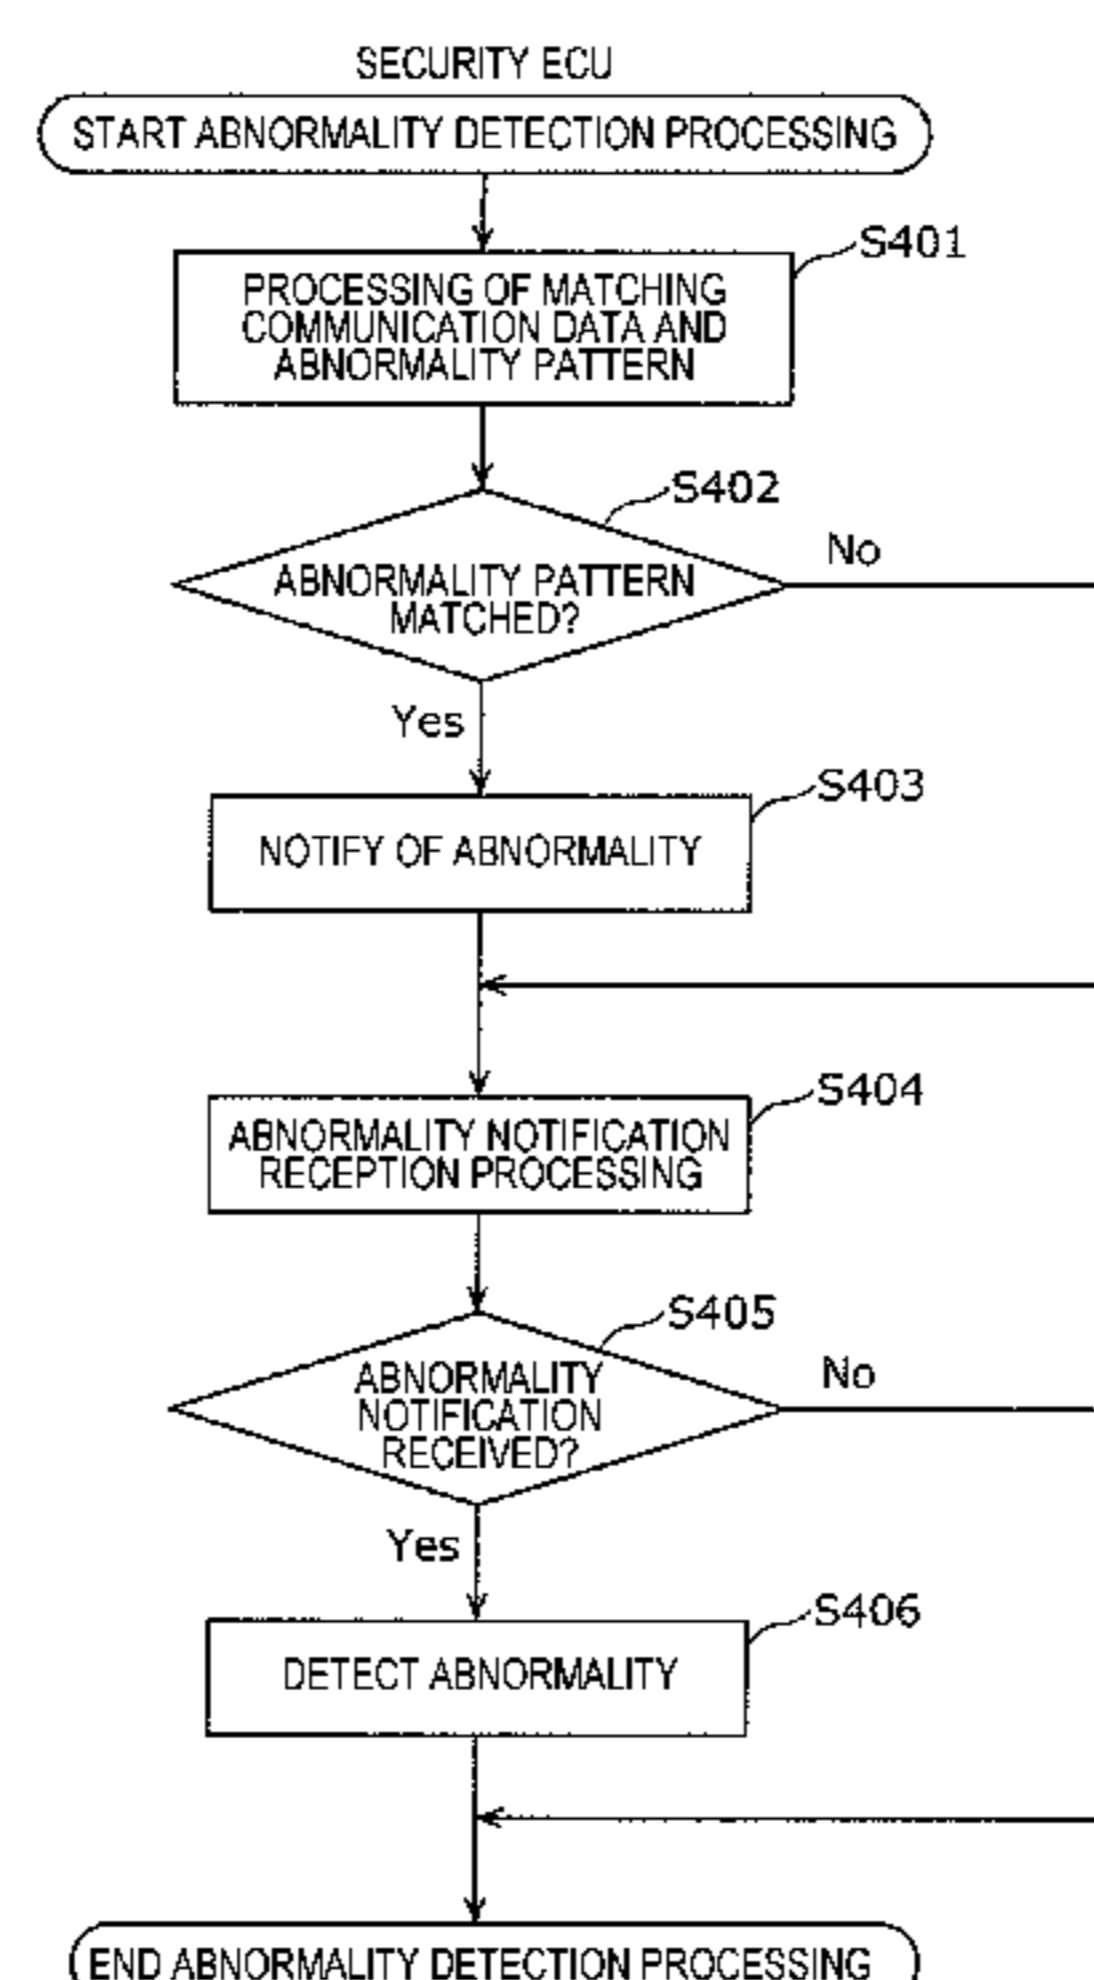 SECURITY ECU
START ABNORMALITY DETECTION PROCESSING
S401
PROCESSING OF MATCHING
COMMUNICATION DATA AND
ABNORMALITY PATTERN
S402
No
ABNORMALITY PATTERN
MATCHED?
Yes
S403
NOTIFY OF ABNORMALITY
S404
ABNORMALITY NOTIFICATION
RECEPTION PROCESSING
S405
No
ABNORMALITY
NOTIFICATION
RECEIVED?
Yes
S406
DETECT ABNORMALITY
END ABNORMALITY DETECTION PROCESSING